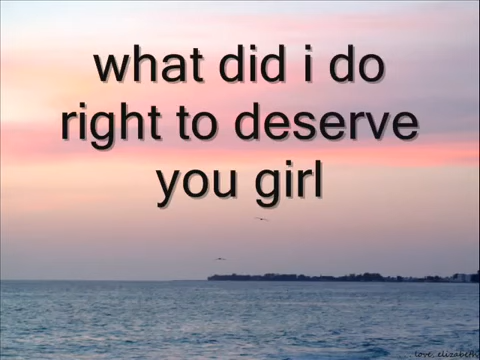 what did i do
right to deserve
you girl
love, elizabeth